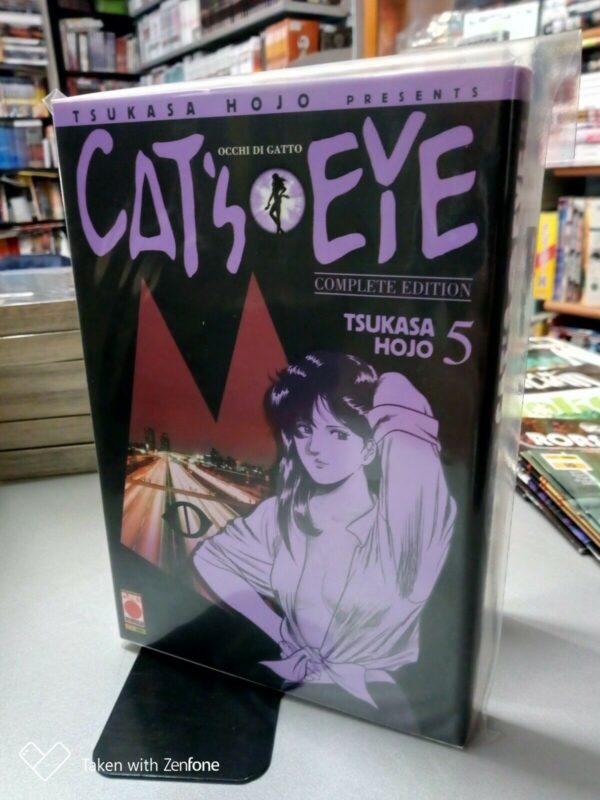 TSUKASA HOJO PRESENTS
CAT'S EYE
OCCHI DI GATTO
COMPLETE EDITION
TSUKASA
HOJO 5
Taken with Zenfone